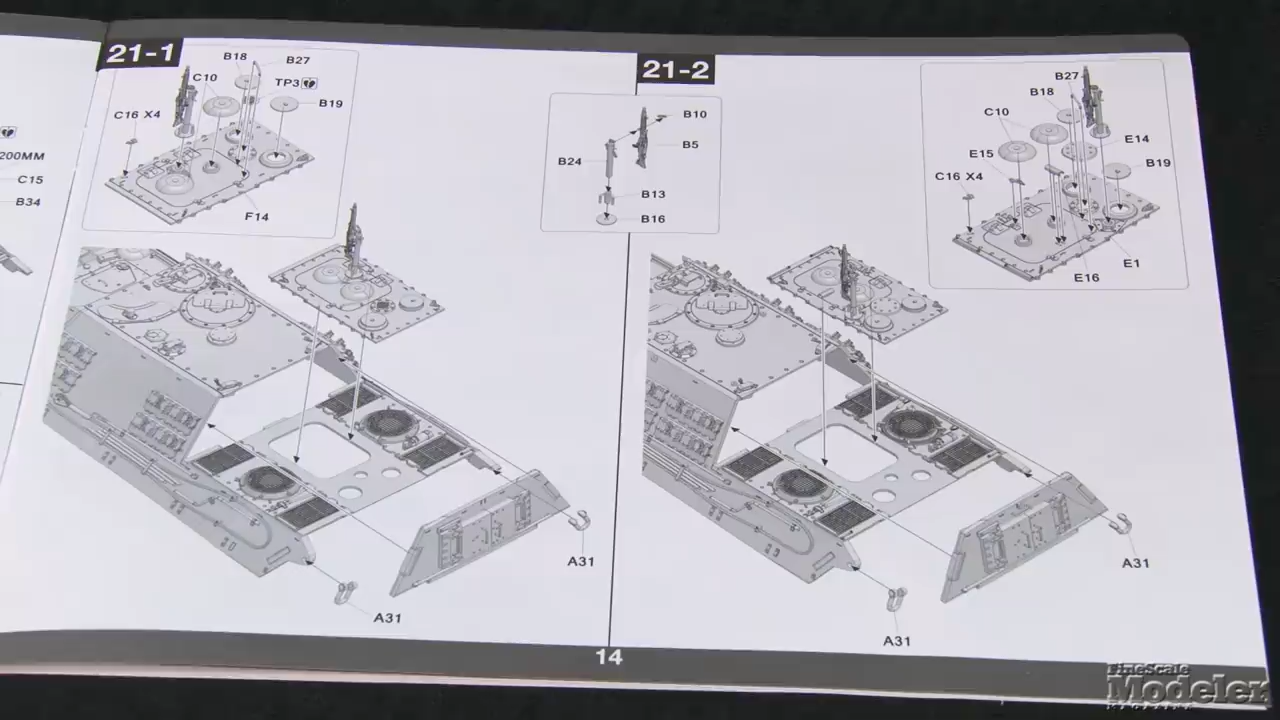 200MM
C15
B34
21-1
B18
B27
C10
TP3
B19
C16 X4
F14
A31
A31
B10
B5
B24
B13
B16
21-2
B27
B18
C10
E14
E15
B19
C16 X4
E1
E16
A31
A31
14
FineScale
Modeler